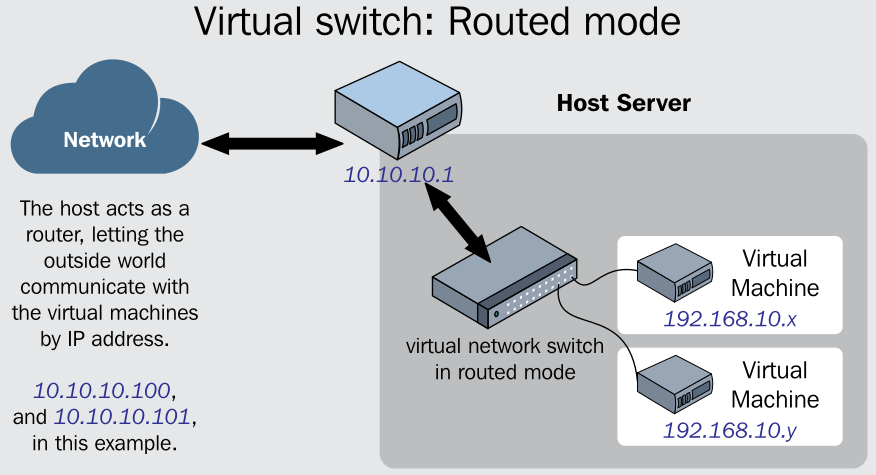 Virtual switch: Routed mode
Network
Host Server
10.10.10.1
The host acts as a
router, letting the
outside world
communicate with
the virtual machines
by IP address.
10.10.10.100,
and 10.10.10.101,
in this example.
virtual network switch
in routed mode
Virtual
Machine
192.168.10.x
Virtual
Machine
192.168.10.y